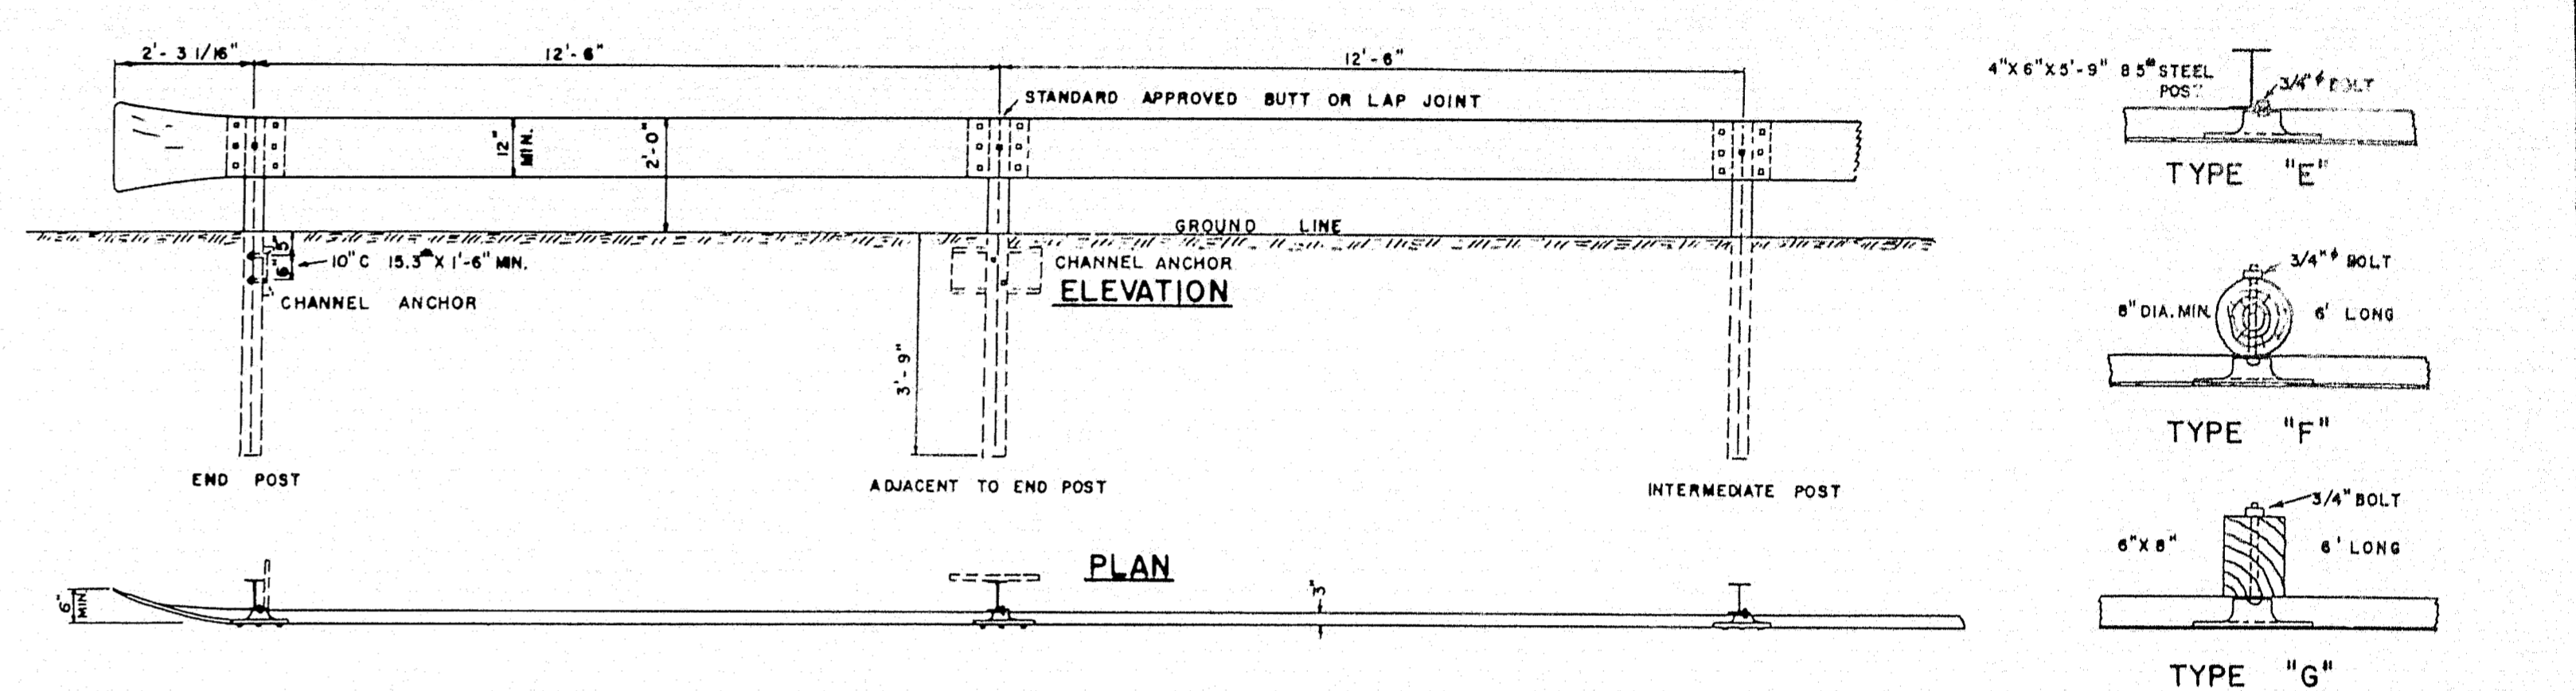 2'- 3 1/16"
12'- 6"
12'- 6"
STANDARD APPROVED BUTT OR LAP JOINT
12"
MIN.
2'-0"
GROUND LINE
10" C 15.3# X 1'-6" MIN.
CHANNEL ANCHOR
CHANNEL ANCHOR
ELEVATION
3'- 9"
END POST
ADJACENT TO END POST
INTERMEDIATE POST
PLAN
6"
MIN.
3"
4"X 6"X 5'- 9" 8 5# STEEL
POST
3/4" ϕ BOLT
TYPE "E"
3/4" ϕ BOLT
8" DIA. MIN.
6' LONG
TYPE "F"
3/4" BOLT
6" X 8"
6' LONG
TYPE "G"